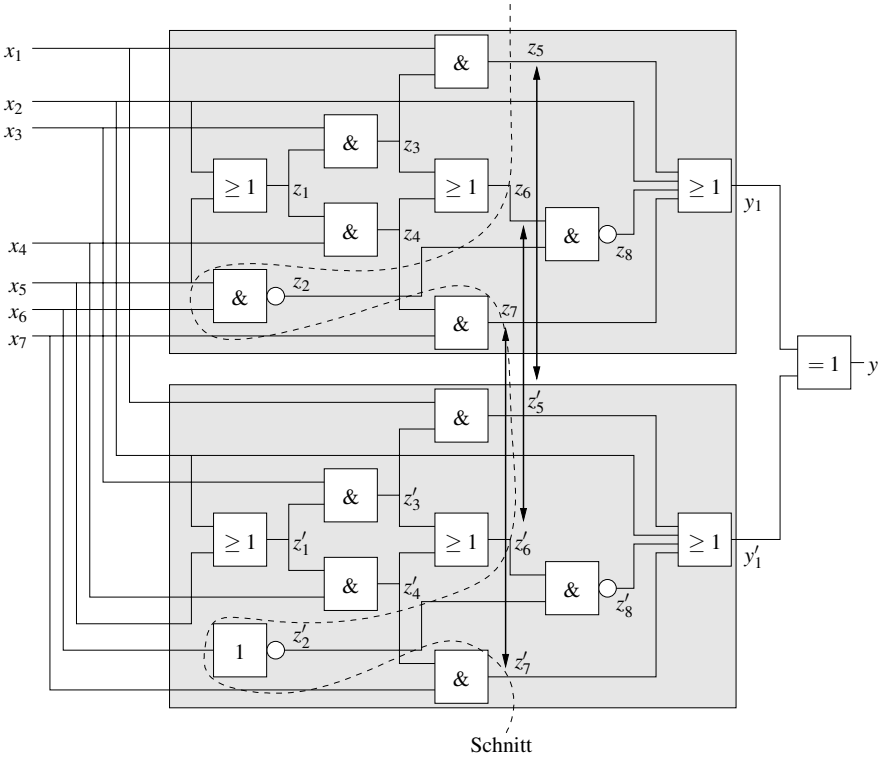 x1
x2
x3
x4
x5
x6
x7
&
z5
&
z3
≥ 1
z1
≥ 1
z6
≥ 1
y1
&
z4
&
z8
&
z2
&
z7
= 1
y
&
z′5
&
z′3
≥ 1
z′1
≥ 1
z′6
≥ 1
y′1
&
z′4
&
z′8
1
z′2
&
z′7
Schnitt